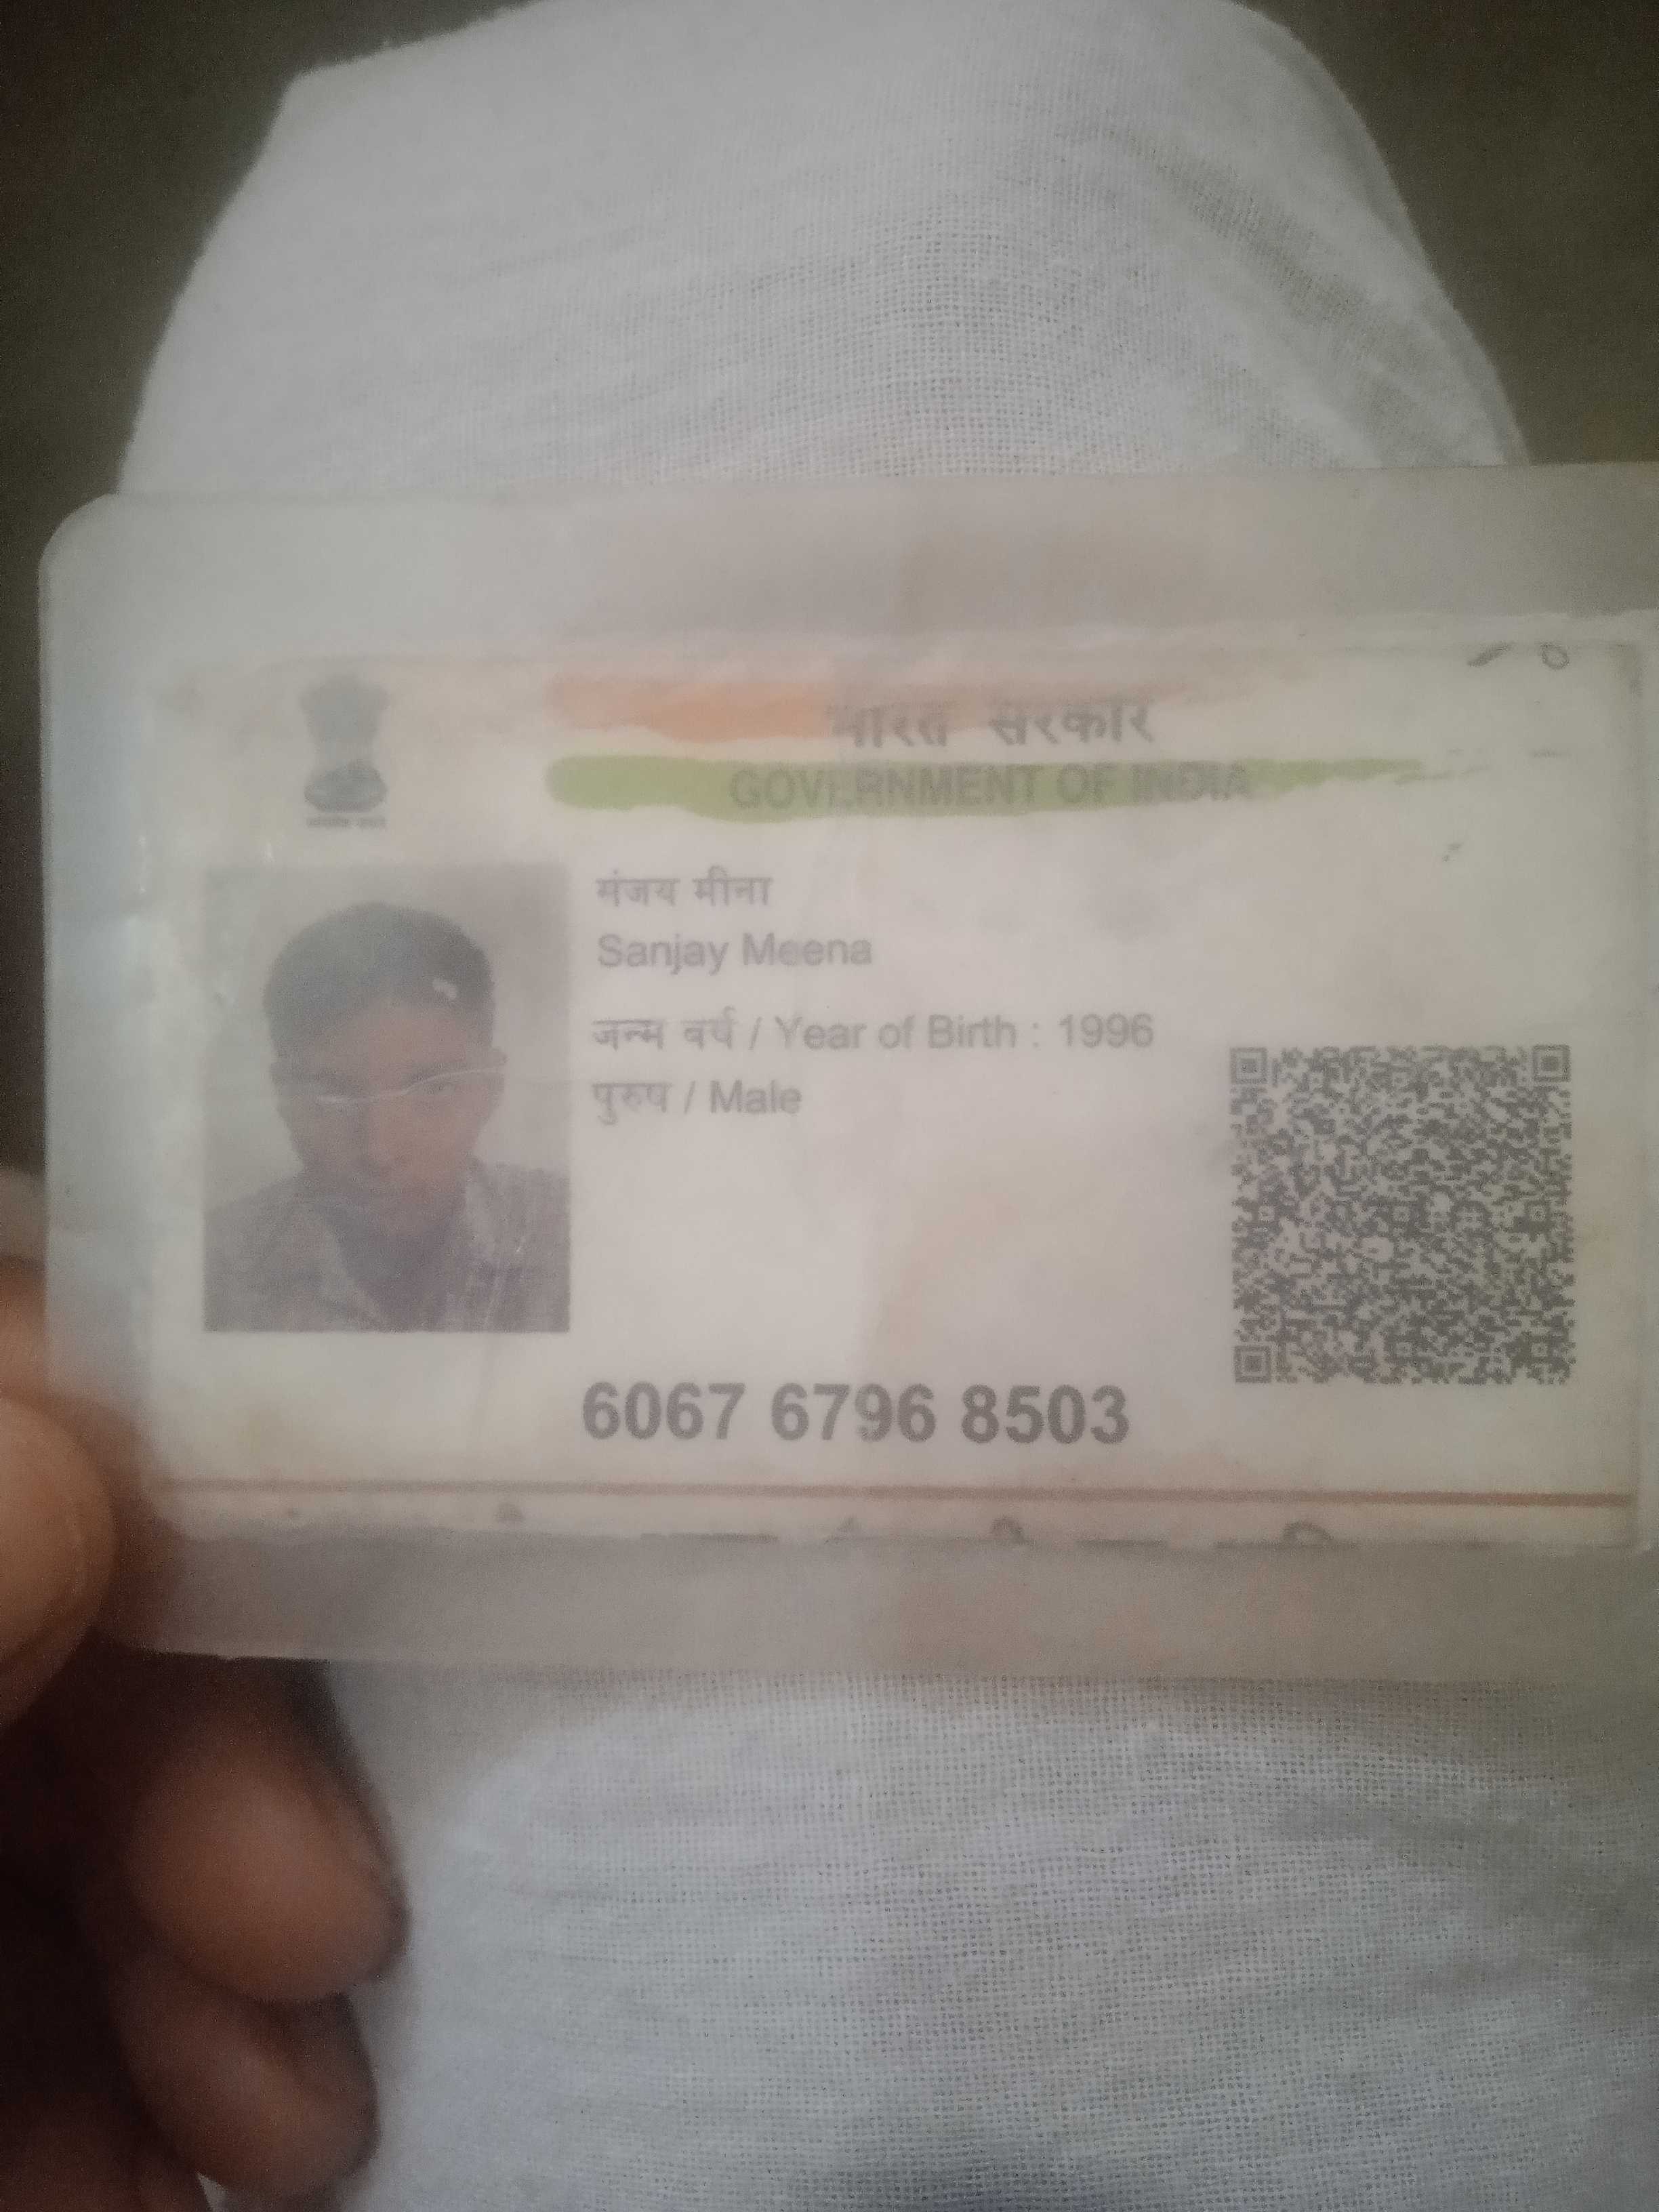 भारत सरकार
GOVERNMENT OF INDIA
संजय मीना
Sanjay Meena
जन्म वर्ष / Year of Birth : 1996
पुरुष / Male
6067 6796 8503